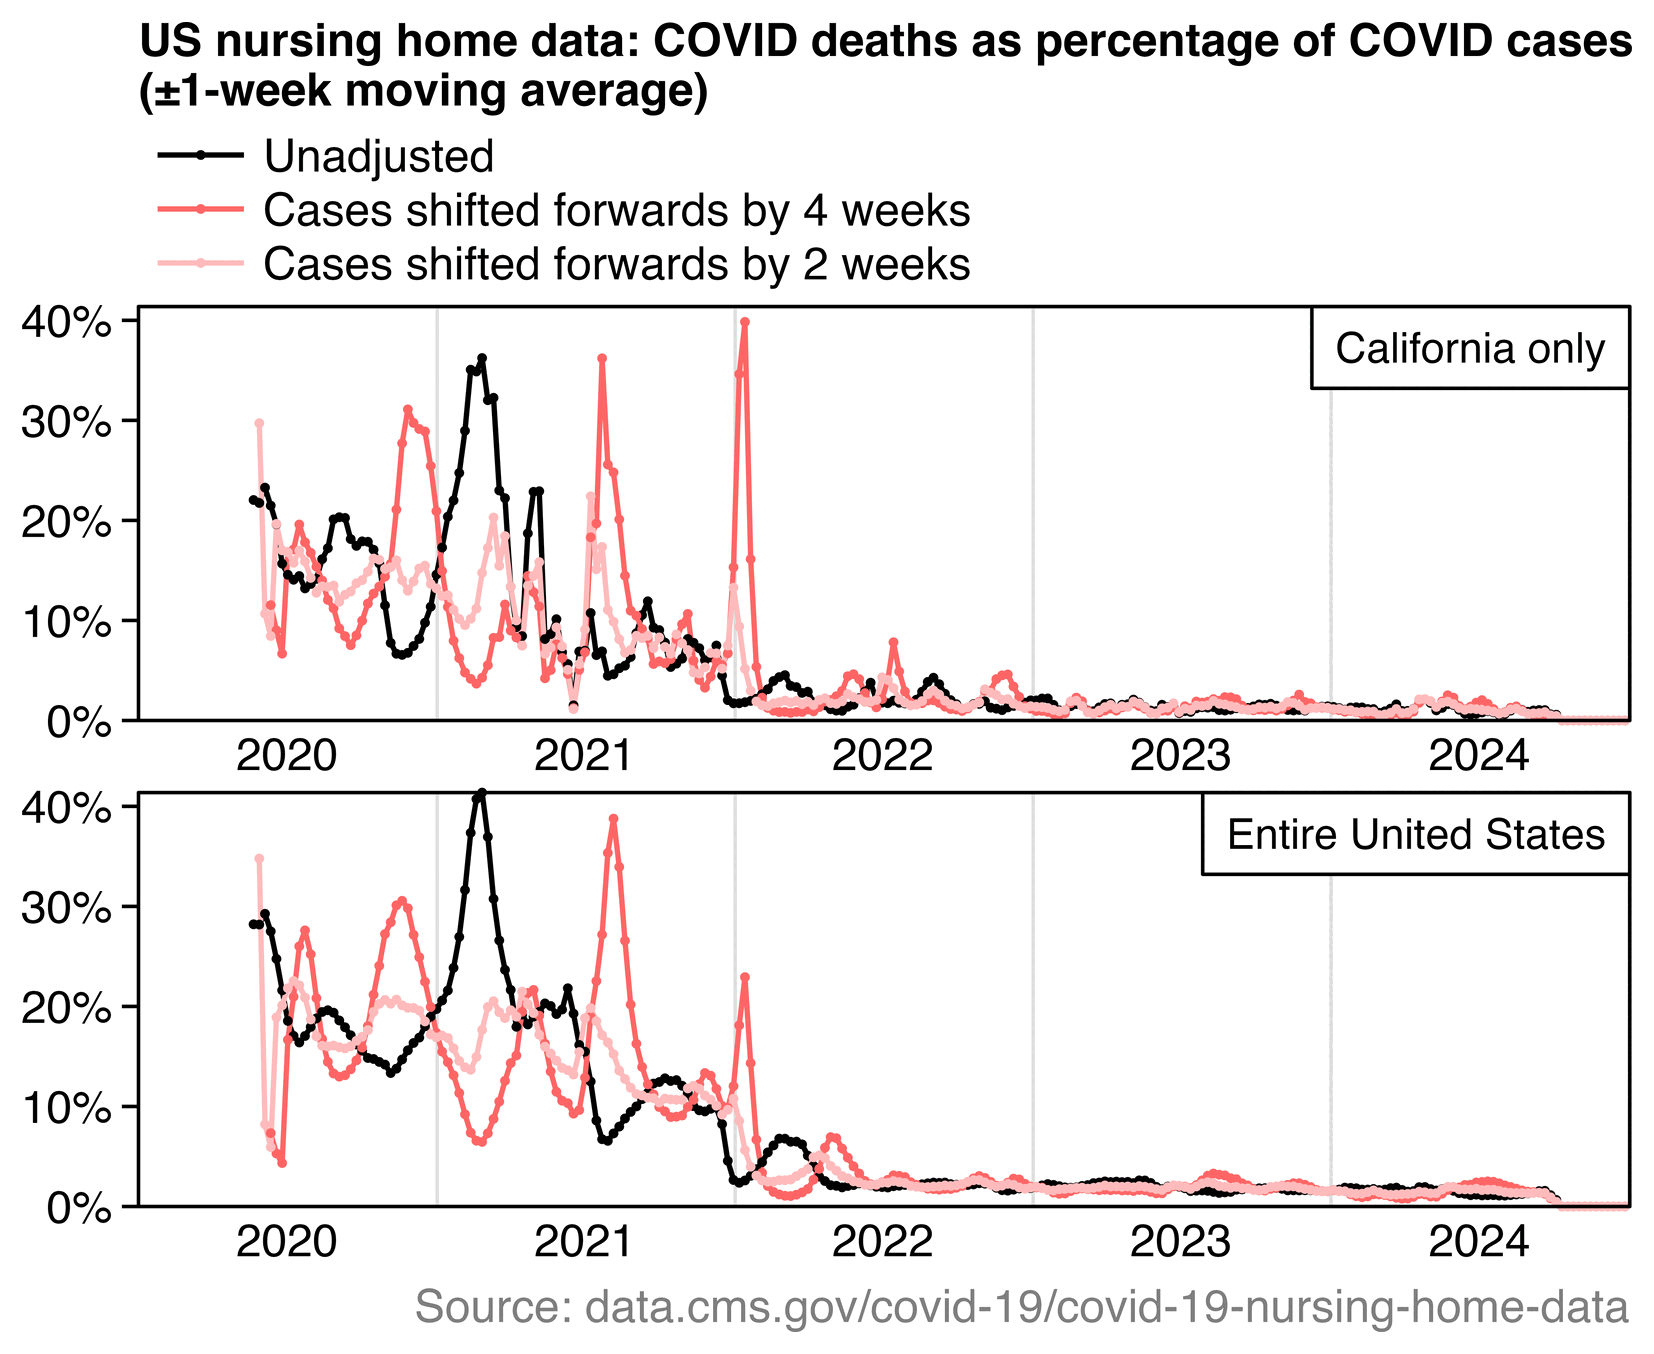 US nursing home data: COVID deaths as percentage of COVID cases
(±1-week moving average)
Unadjusted
Cases shifted forwards by 4 weeks
Cases shifted forwards by 2 weeks
40%
30%
20%
10%
0%
California only
2020 2021 2022 2023 2024
40%
30%
20%
10%
0%
Entire United States
2020 2021 2022 2023 2024
Source: data.cms.gov/covid-19/covid-19-nursing-home-data